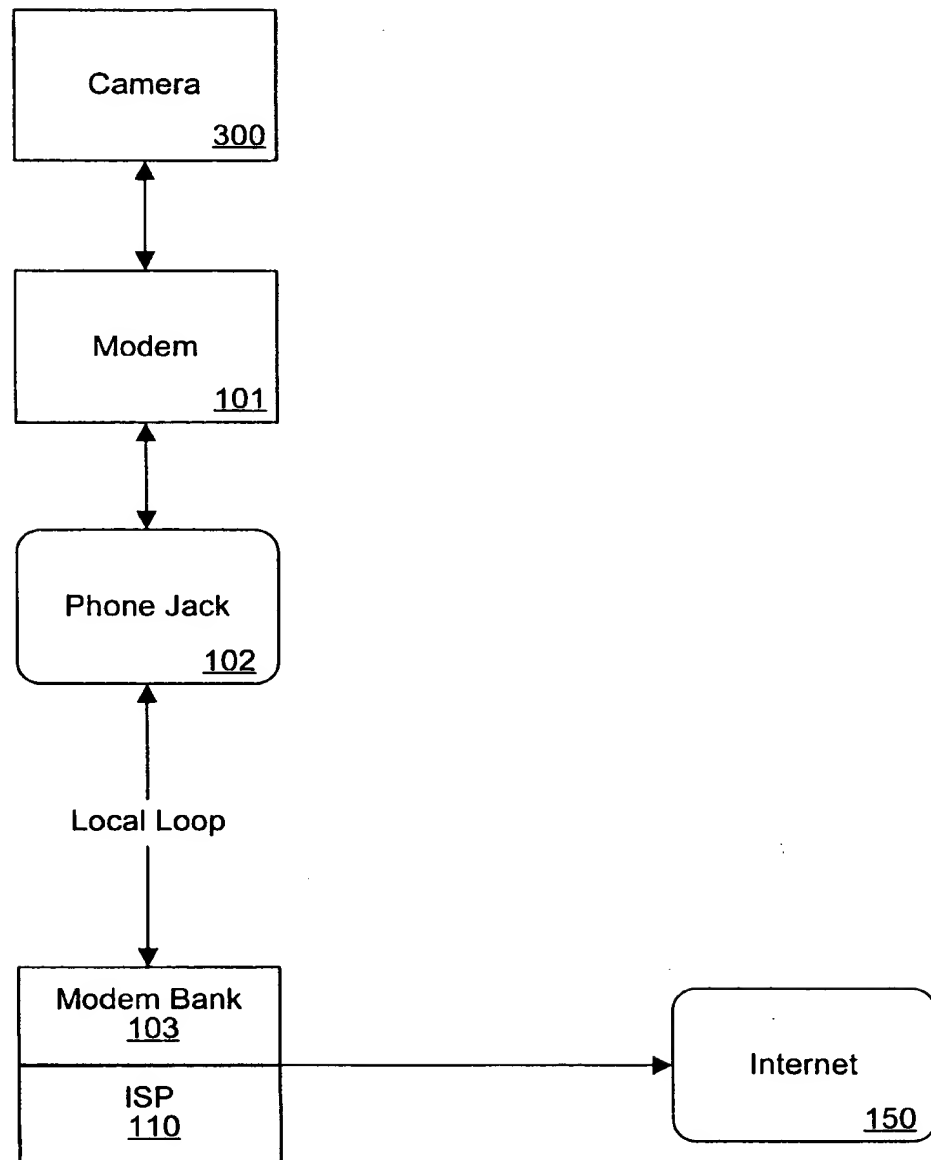 Camera
300
Modem
101
Phone Jack
102
Local Loop
Modem Bank
103
ISP
110
Internet
150